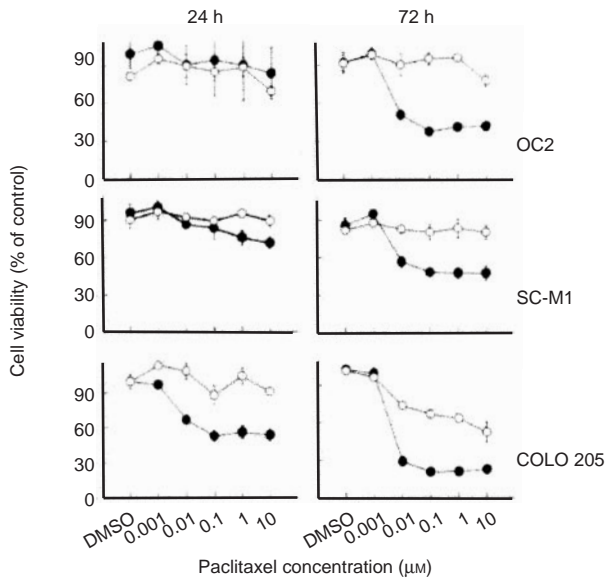 24 h
72 h
90
60
30
0
OC2
90
60
30
0
SC-M1
90
60
30
0
COLO 205
Cell viability (% of control)
DMSO 0.001 0.01 0.1 1 10
DMSO 0.001 0.01 0.1 1 10
Paclitaxel concentration (μM)